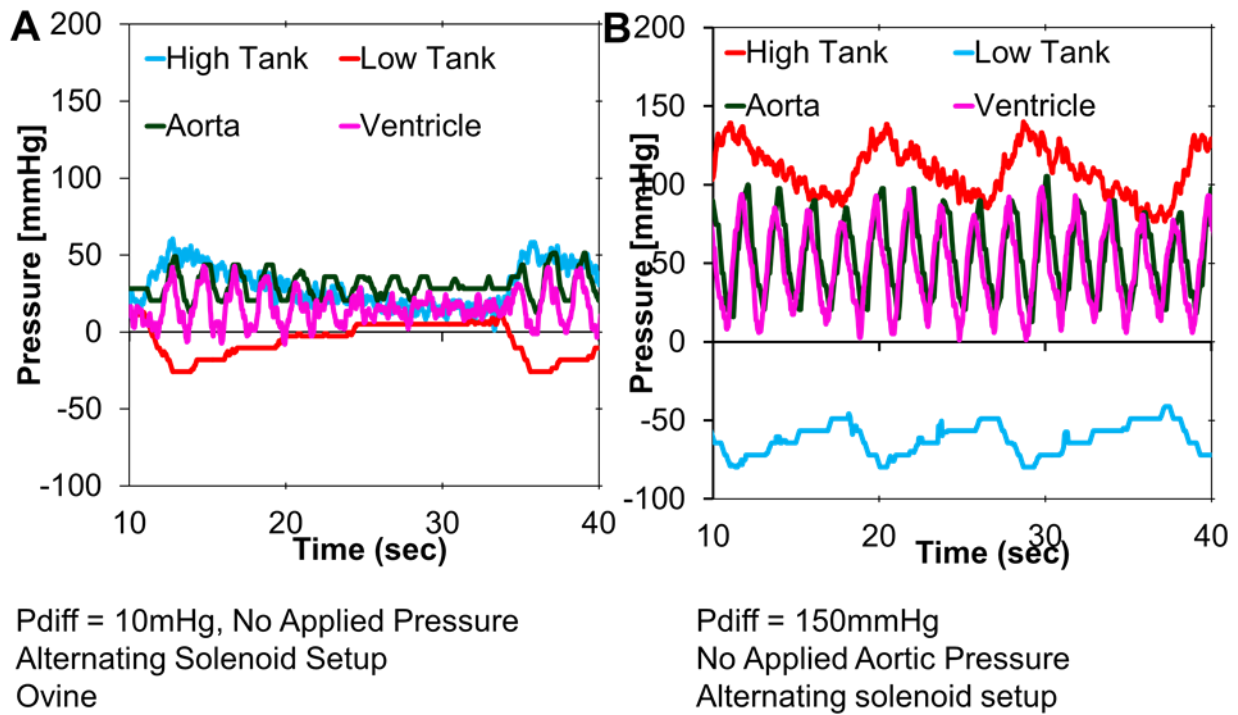 A
200
150
100
50
0
-50
-100
Pressure [mmHg]
High Tank
Low Tank
Aorta
Ventricle
10
20
30
40
Time (sec)
Pdiff = 10mHg, No Applied Pressure
Alternating Solenoid Setup
Ovine
B
200
150
100
50
0
-50
-100
Pressure [mmHg]
High Tank
Low Tank
Aorta
Ventricle
10
20
30
40
Time (sec)
Pdiff = 150mmHg
No Applied Aortic Pressure
Alternating solenoid setup